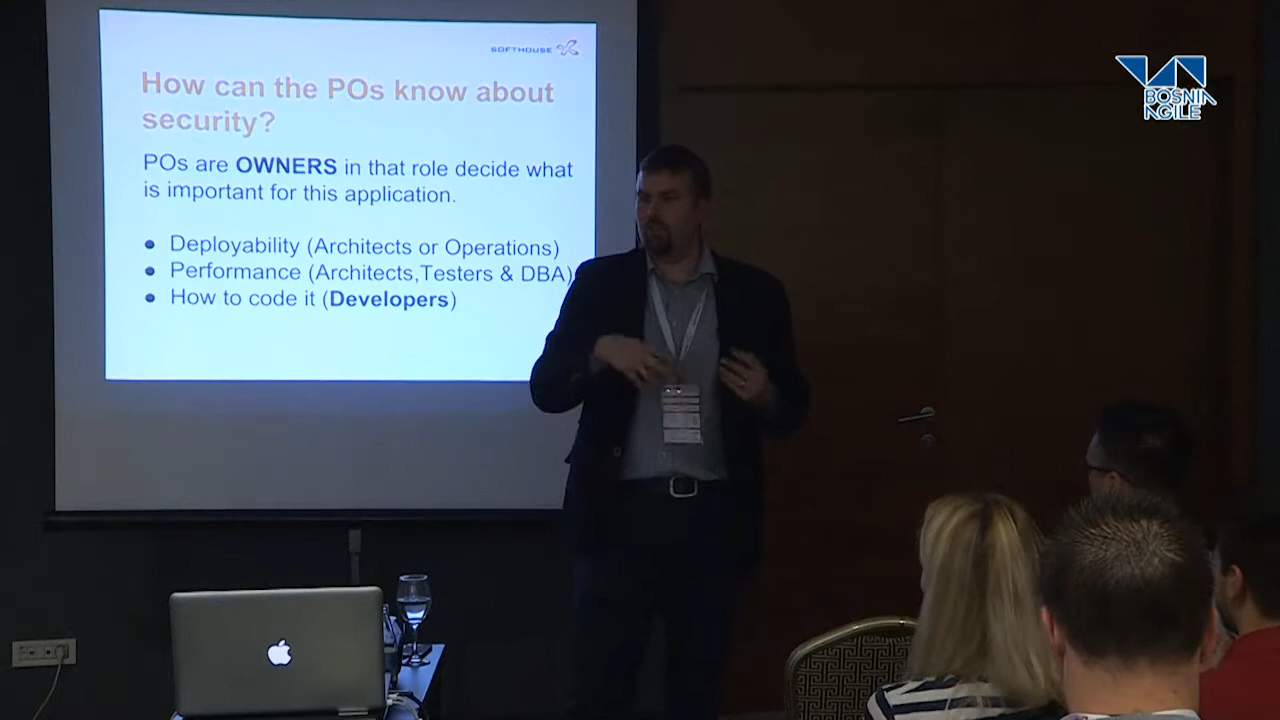 SOFTHOUSE
How can the POs know about
security?
POs are OWNERS in that role decide what
is important for this application.
Deployability (Architects or Operations)
Performance (Architects,Testers & DBA)
How to code it (Developers)
BOSNIA
AGILE